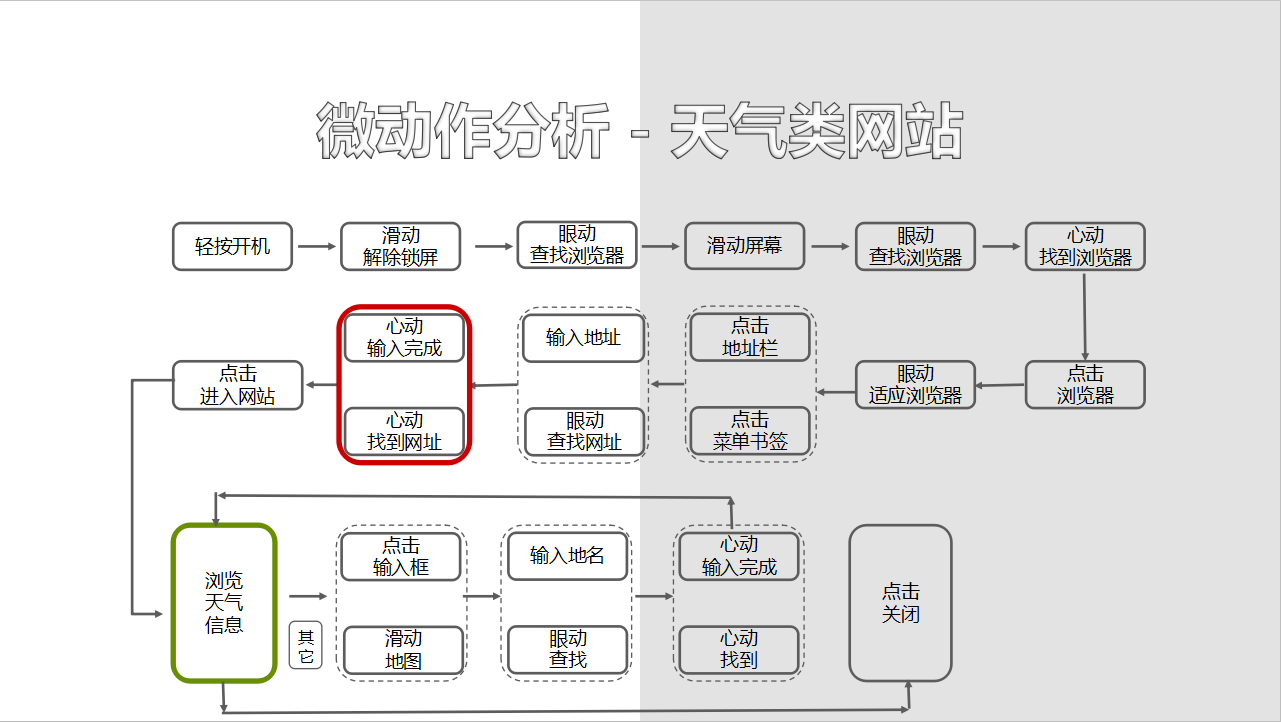 微动作分析 - 天气类网站
轻按开机
滑动
解除锁屏
眼动
查找浏览器
滑动屏幕
眼动
查找浏览器
心动
找到浏览器
点击
浏览器
眼动
适应浏览器
点击
地址栏
点击
菜单书签
输入地址
眼动
查找网址
心动
输入完成
心动
找到网址
点击
进入网站
浏览
天气
信息
其
它
点击
输入框
滑动
地图
输入地名
眼动
查找
心动
输入完成
心动
找到
点击
关闭